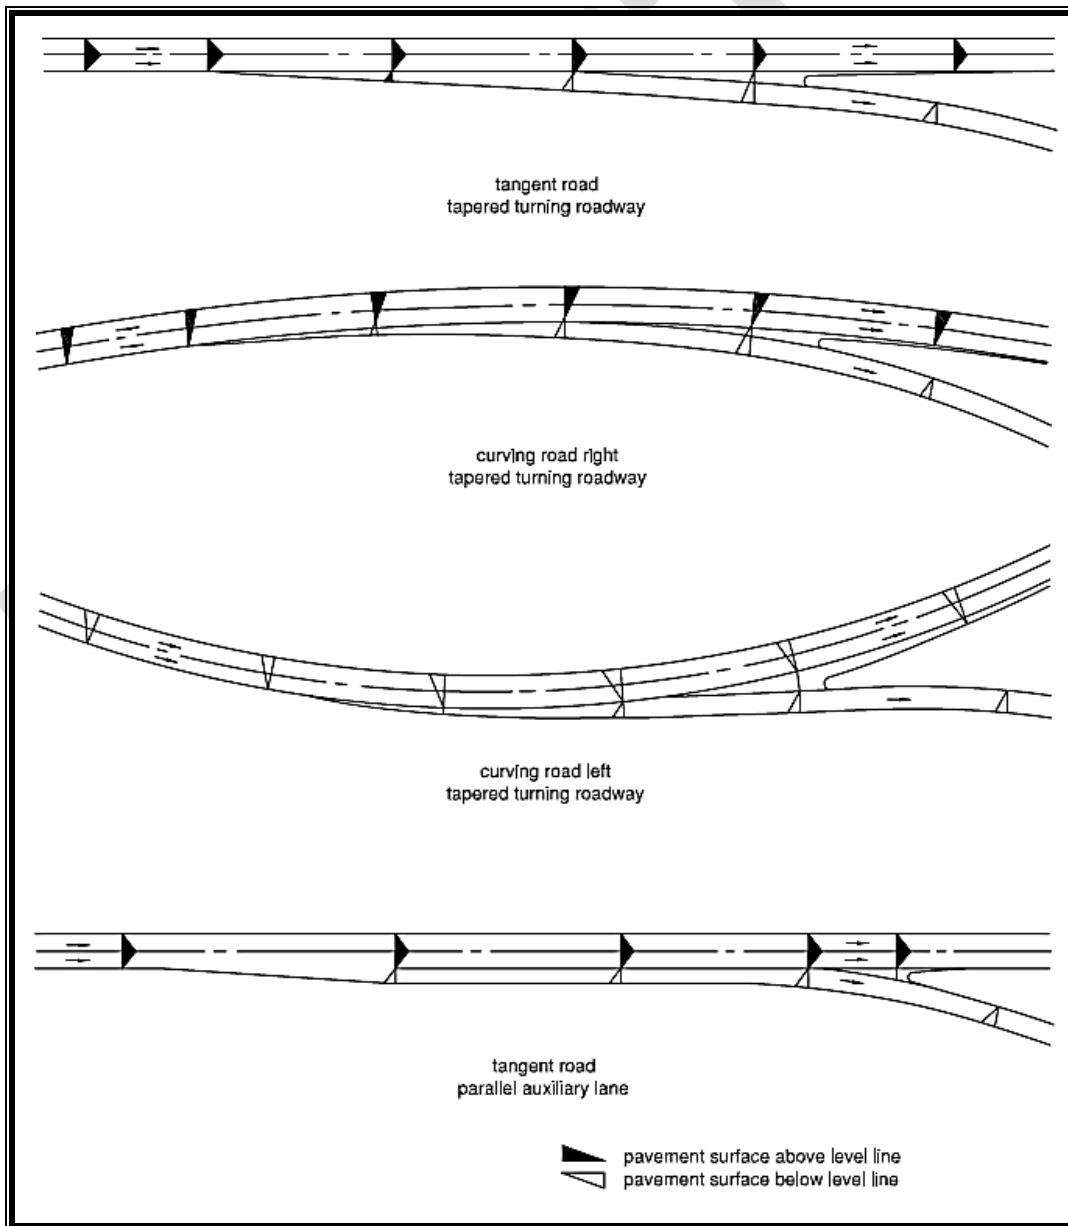 tangent road
tapered turning roadway
curving road right
tapered turning roadway
curving road left
tapered turning roadway
tangent road
parallel auxiliary lane
pavement surface above level line
pavement surface below level line